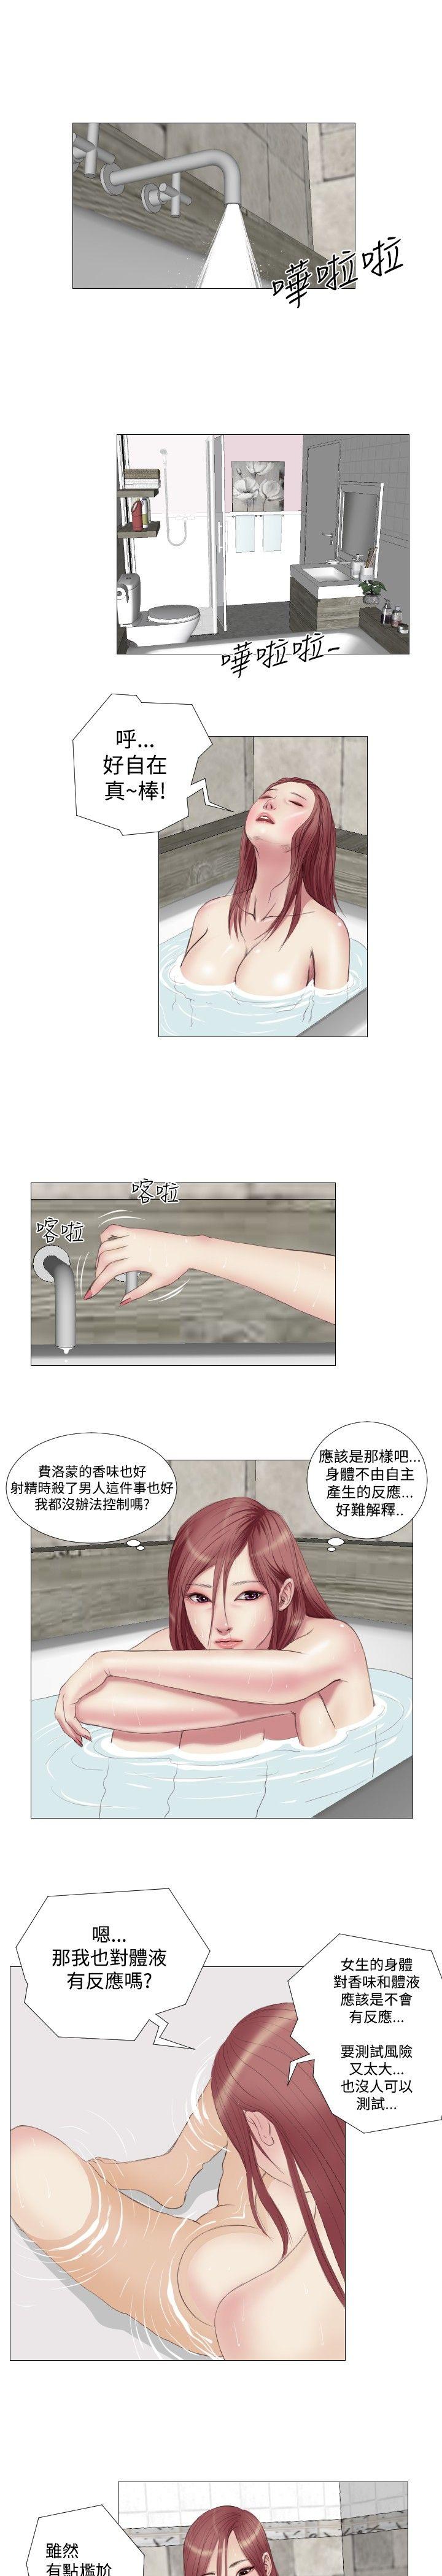 嘩啦啦
嘩啦啦~
呼...
好自在
真~棒!
喀啦
喀啦
費洛蒙的香味也好
射精時殺了男人這件事也好
我都沒辦法控制嗎?
應該是那樣吧...
身體不由自主
產生的反應...
好難解釋..
嗯...
那我也對體液
有反應嗎?
女生的身體
對香味和體液
應該是不會
有反應...
要測試風險
又太大...
也沒人可以
測試...
雖然
有點尷尬